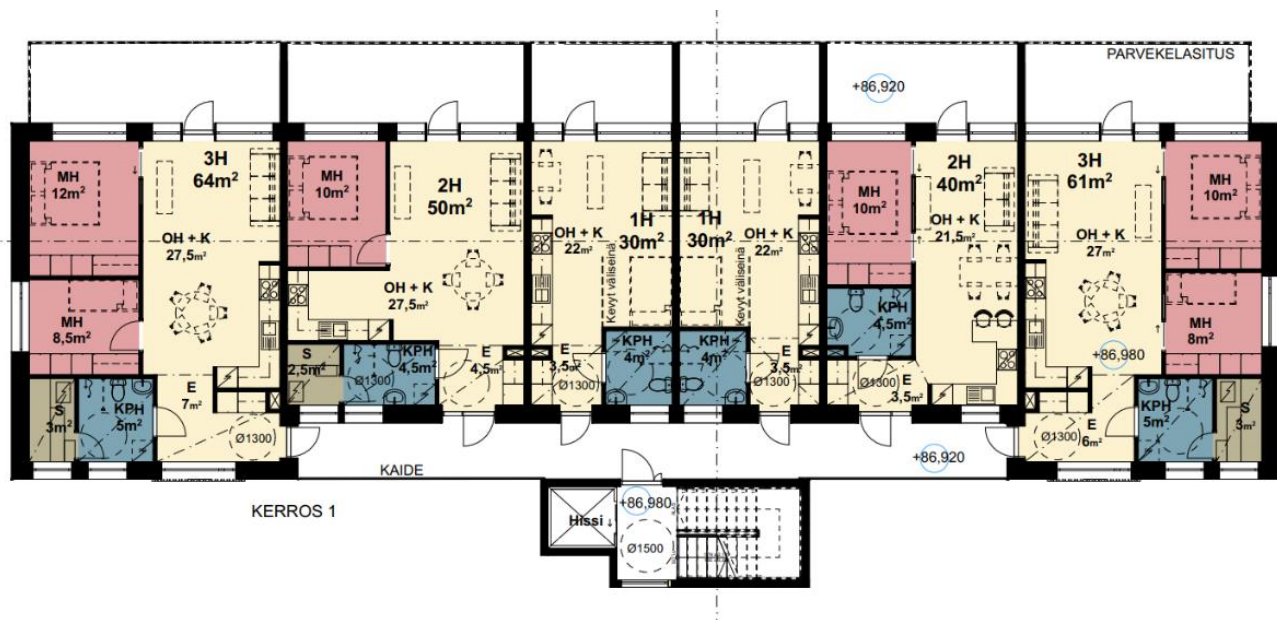 PARVEKELASITUS
+86,920
3H
64m²
MH
12m²
OH + K
27,5m²
MH
8,5m²
E
7m²
S
3m²
KPH
5m²
Ø1300
MH
10m²
2H
50m²
OH + K
27,5m²
S
2,5m²
KPH
4,5m²
Ø1300
E
4,5m²
1H
30m²
OH + K
22m²
Kevyt väliseinä
E
3,5m²
Ø1300
KPH
4m²
1H
30m²
OH + K
22m²
Kevyt väliseinä
KPH
4m²
E
3,5m²
Ø1300
MH
10m²
2H
40m²
OH + K
21,5m²
KPH
4,5m²
Ø1300
E
3,5m²
3H
61m²
OH + K
27m²
MH
10m²
MH
8m²
+86,980
E
6m²
Ø1300
KPH
5m²
S
3m²
KAIDE
+86,920
KERROS 1
Hissi
+86,980
Ø1500